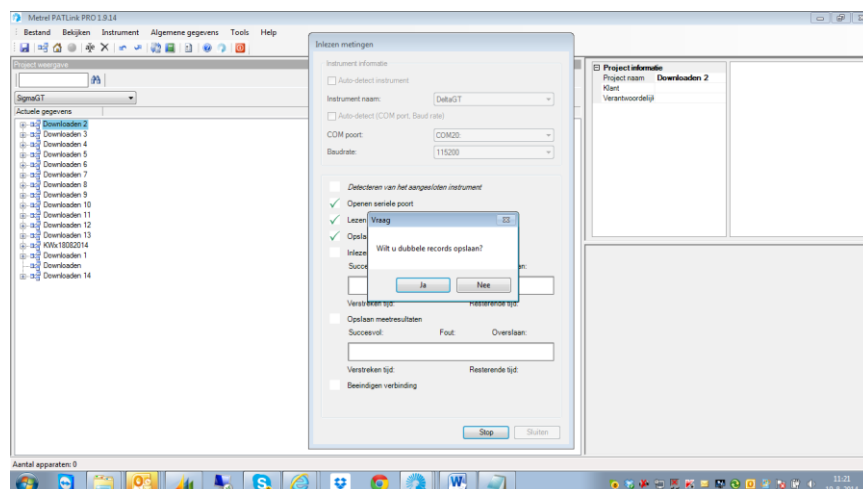 Metrel PATLink PRO 1.9.14
Bestand Bekijken Instrument Algemene gegevens Tools Help
Project weergave
SigmaGT
Actuele gegevens
Downloaden 2
Downloaden 3
Downloaden 4
Downloaden 5
Downloaden 6
Downloaden 7
Downloaden 8
Downloaden 9
Downloaden 10
Downloaden 11
Downloaden 12
Downloaden 13
KWx18082014
Downloaden 1
Downloaden
Downloaden 14
Inlezen metingen
Instrument informatie
Auto-detect instrument
Instrument naam: DeltaGT
Auto-detect (COM port, Baud rate)
COM poort: COM20:
Baudrate: 115200
Detecteren van het aangesloten instrument
Openen seriele poort
Lezen
Opsla
Inleze
Succe an:
Verstreken tijd: Resterende tijd:
Vraag
Wilt u dubbele records opslaan?
Ja Nee
Opslaan meetresultaten
Succesvol: Fout: Overslaan:
Verstreken tijd: Resterende tijd:
Beeindigen verbinding
Stop Sluiten
Project informatie
Project naam Downloaden 2
Klant
Verantwoordelijk
Aantal apparaten: 0
11:21